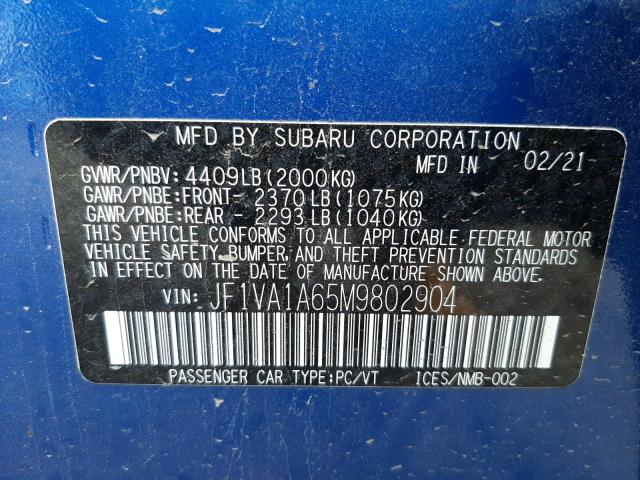 MFD BY SUBARU CORPORATION
MFD IN 02/21
GVWR/PNBV: 4409LB(2000KG)
GAWR/PNBE:FRONT- 2370LB(1075KG)
GAWR/PNBE:REAR - 2293LB(1040KG)
THIS VEHICLE CONFORMS TO ALL APPLICABLE FEDERAL MOTOR
VEHICLE SAFETY, BUMPER, AND THEFT PREVENTION STANDARDS
IN EFFECT ON THE DATE OF MANUFACTURE SHOWN ABOVE.
VIN: JF1VA1A65M9802904
PASSENGER CAR TYPE:PC/VT ICES/NMB-002